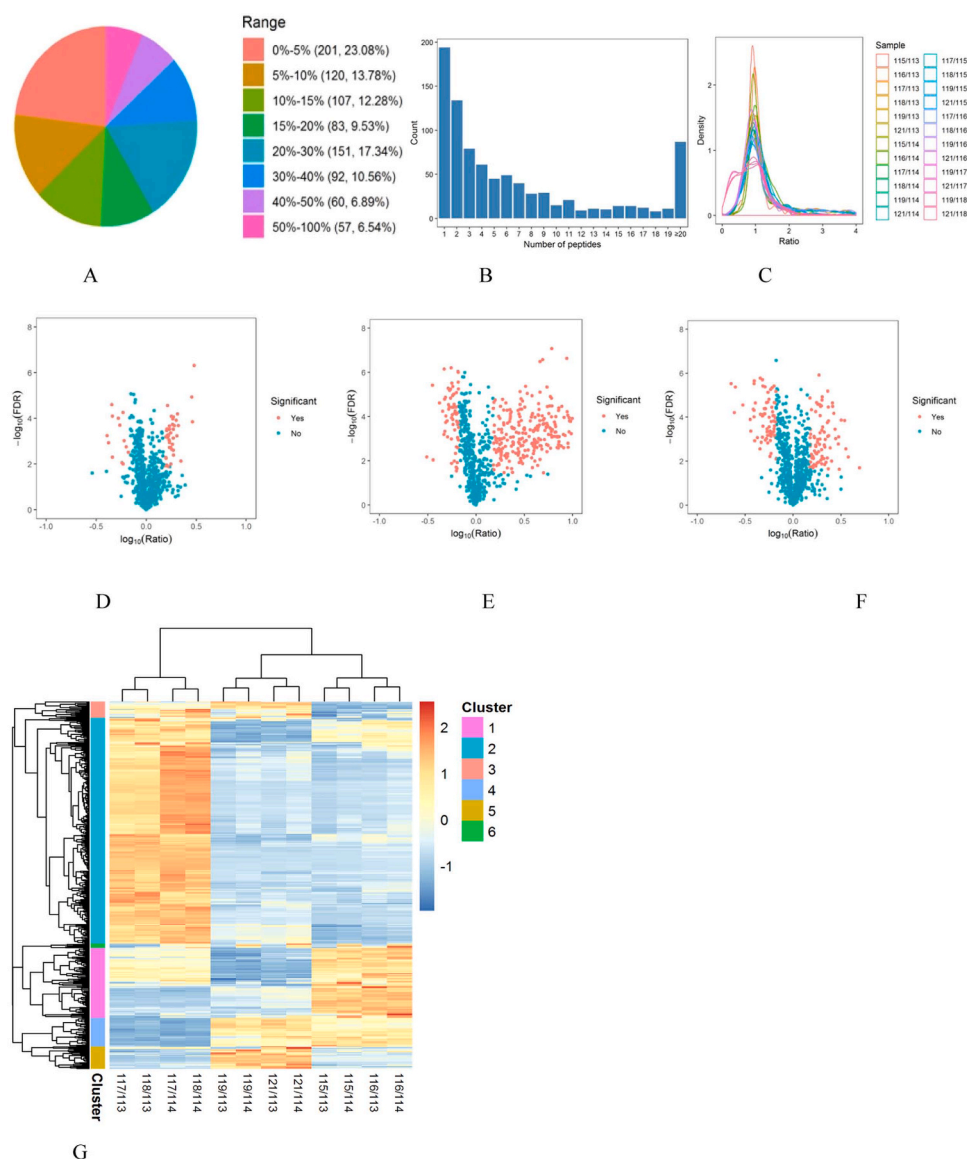 Range
0%-5% (201, 23.08%)
5%-10% (120, 13.78%)
10%-15% (107, 12.28%)
15%-20% (83, 9.53%)
20%-30% (151, 17.34%)
30%-40% (92, 10.56%)
40%-50% (60, 6.89%)
50%-100% (57, 6.54%)
A
200
150
100
50
0
Count
1 2 3 4 5 6 7 8 9 10 11 12 13 14 15 16 17 18 19 ≥20
Number of peptides
B
2
1
0
Density
0 1 2 3 4
Ratio
Sample
115/113 117/115
116/113 118/115
117/113 119/115
118/113 121/115
119/113 117/116
121/113 118/116
115/114 119/116
116/114 121/116
117/114 119/117
118/114 121/117
119/114 119/118
121/114 121/118
C
8
6
4
2
0
−log10(FDR)
-1.0 -0.5 0.0 0.5 1.0
log10(Ratio)
Significant
Yes
No
D
8
6
4
2
0
−log10(FDR)
-1.0 -0.5 0.0 0.5 1.0
log10(Ratio)
Significant
Yes
No
E
8
6
4
2
0
−log10(FDR)
-1.0 -0.5 0.0 0.5 1.0
log10(Ratio)
Significant
Yes
No
F
2
1
0
-1
Cluster
1
2
3
4
5
6
Cluster
117/113
118/113
117/114
118/114
119/113
119/114
121/113
121/114
115/113
115/114
116/113
116/114
G